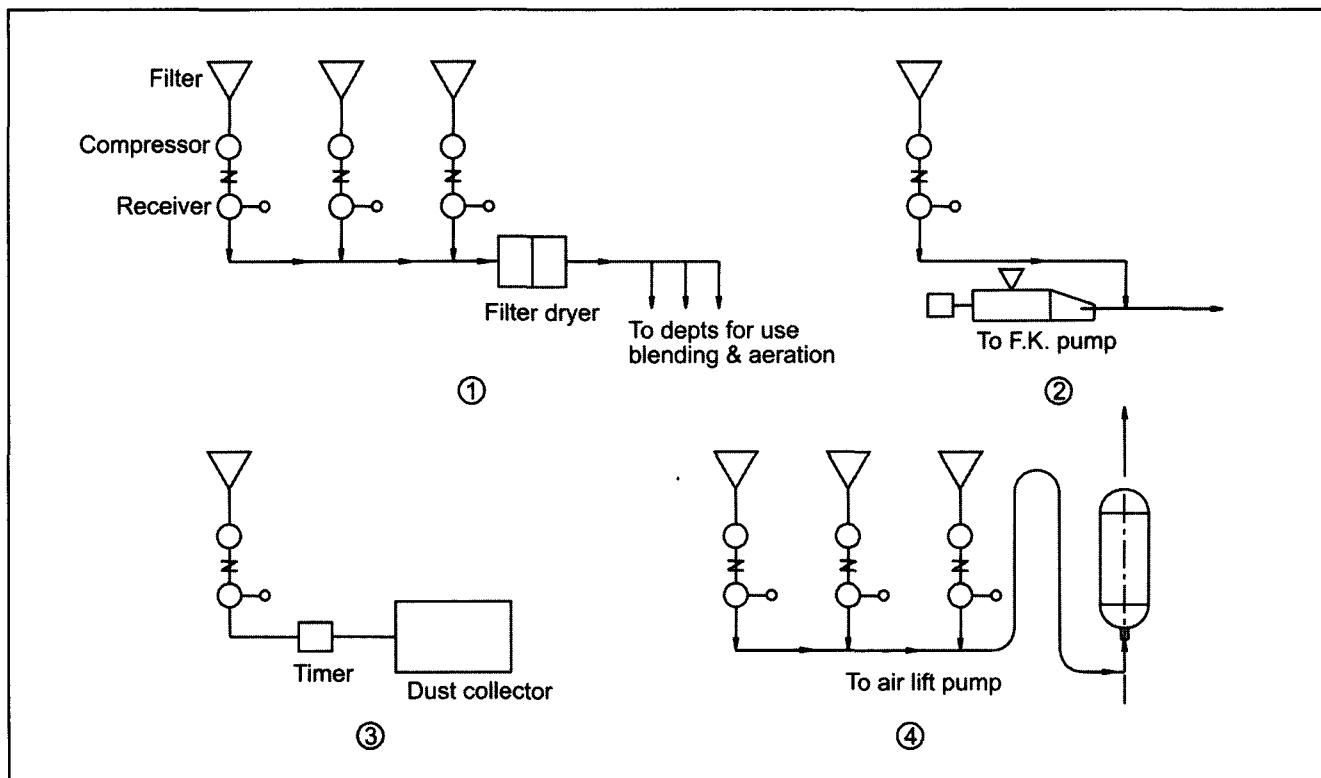 Filter
Compressor
Receiver
Filter dryer
To depts for use
blending & aeration
①
To F.K. pump
②
Timer
Dust collector
③
To air lift pump
④